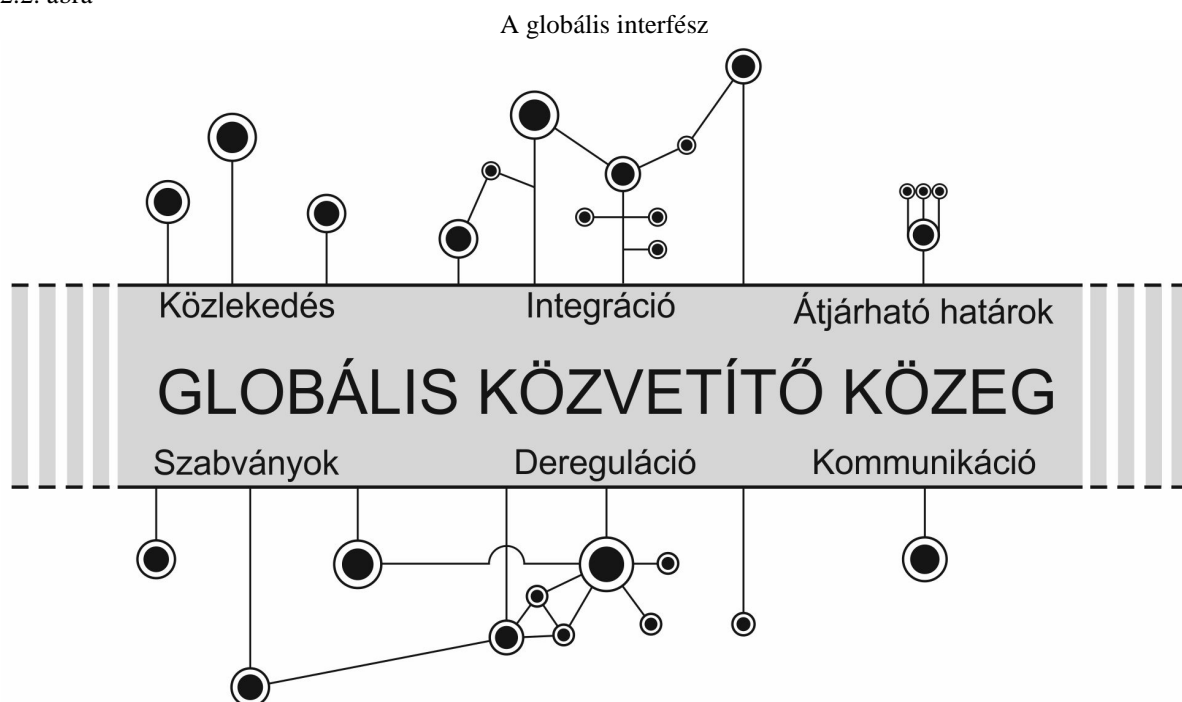 2.2. ábra
A globális interfész
Közlekedés Integráció Átjárható határok
GLOBÁLIS KÖZVETÍTŐ KÖZEG
Szabványok Dereguláció Kommunikáció